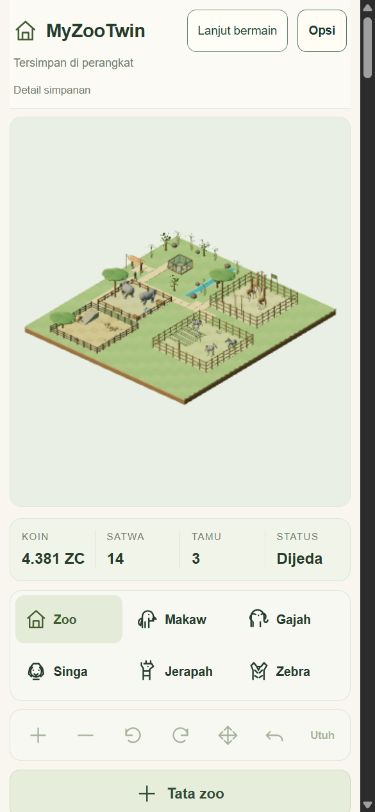 MyZooTwin
Lanjut bermain
Opsi
Tersimpan di perangkat
Detail simpanan
KOIN
4.381 ZC
SATWA
14
TAMU
3
STATUS
Dijeda
Zoo
Makaw
Gajah
Singa
Jerapah
Zebra
Utuh
Tata zoo